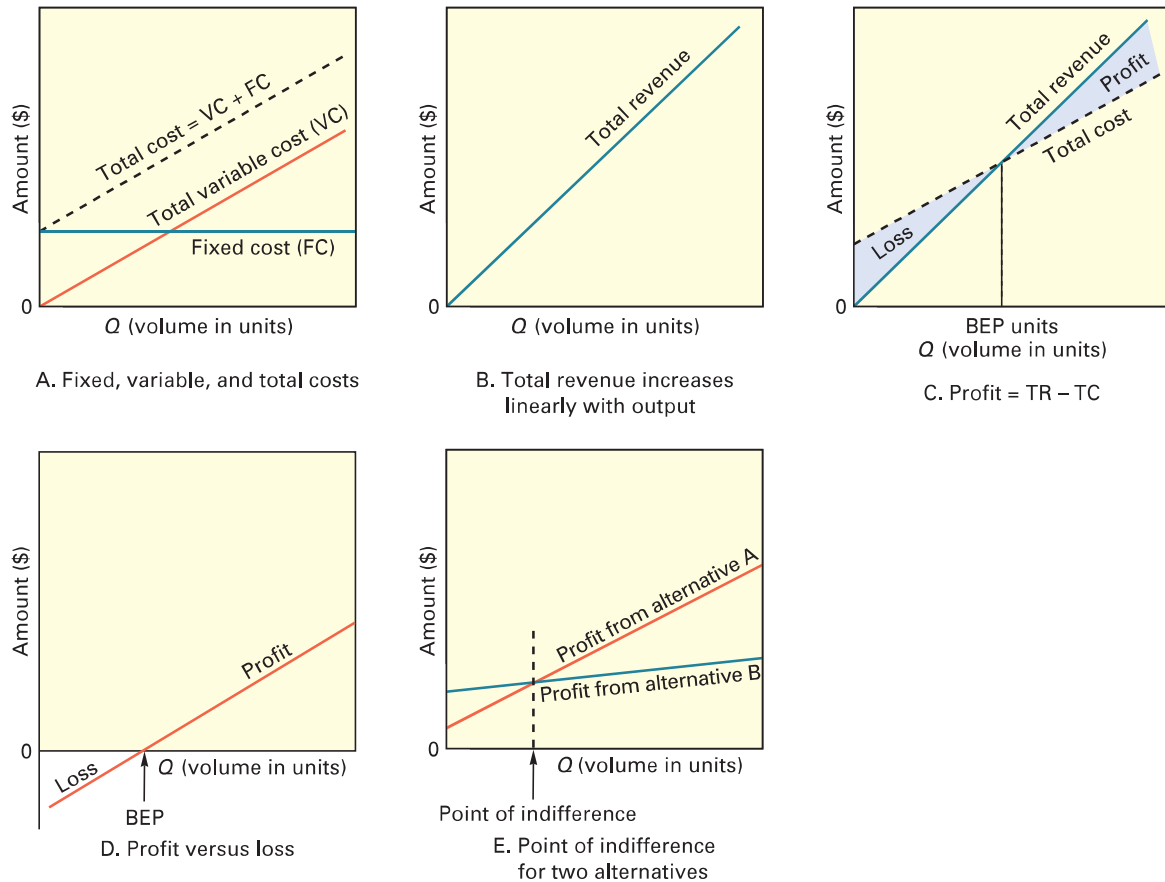 Amount ($)
Total cost = VC + FC
Total variable cost (VC)
Fixed cost (FC)
0
Q (volume in units)
A. Fixed, variable, and total costs
Amount ($)
Total revenue
0
Q (volume in units)
B. Total revenue increases
linearly with output
Amount ($)
Total revenue
Profit
Total cost
Loss
0
BEP units
Q (volume in units)
C. Profit = TR – TC
Amount ($)
Profit
0
Loss
Q (volume in units)
BEP
D. Profit versus loss
Amount ($)
Profit from alternative A
Profit from alternative B
0
Q (volume in units)
Point of indifference
E. Point of indifference
for two alternatives